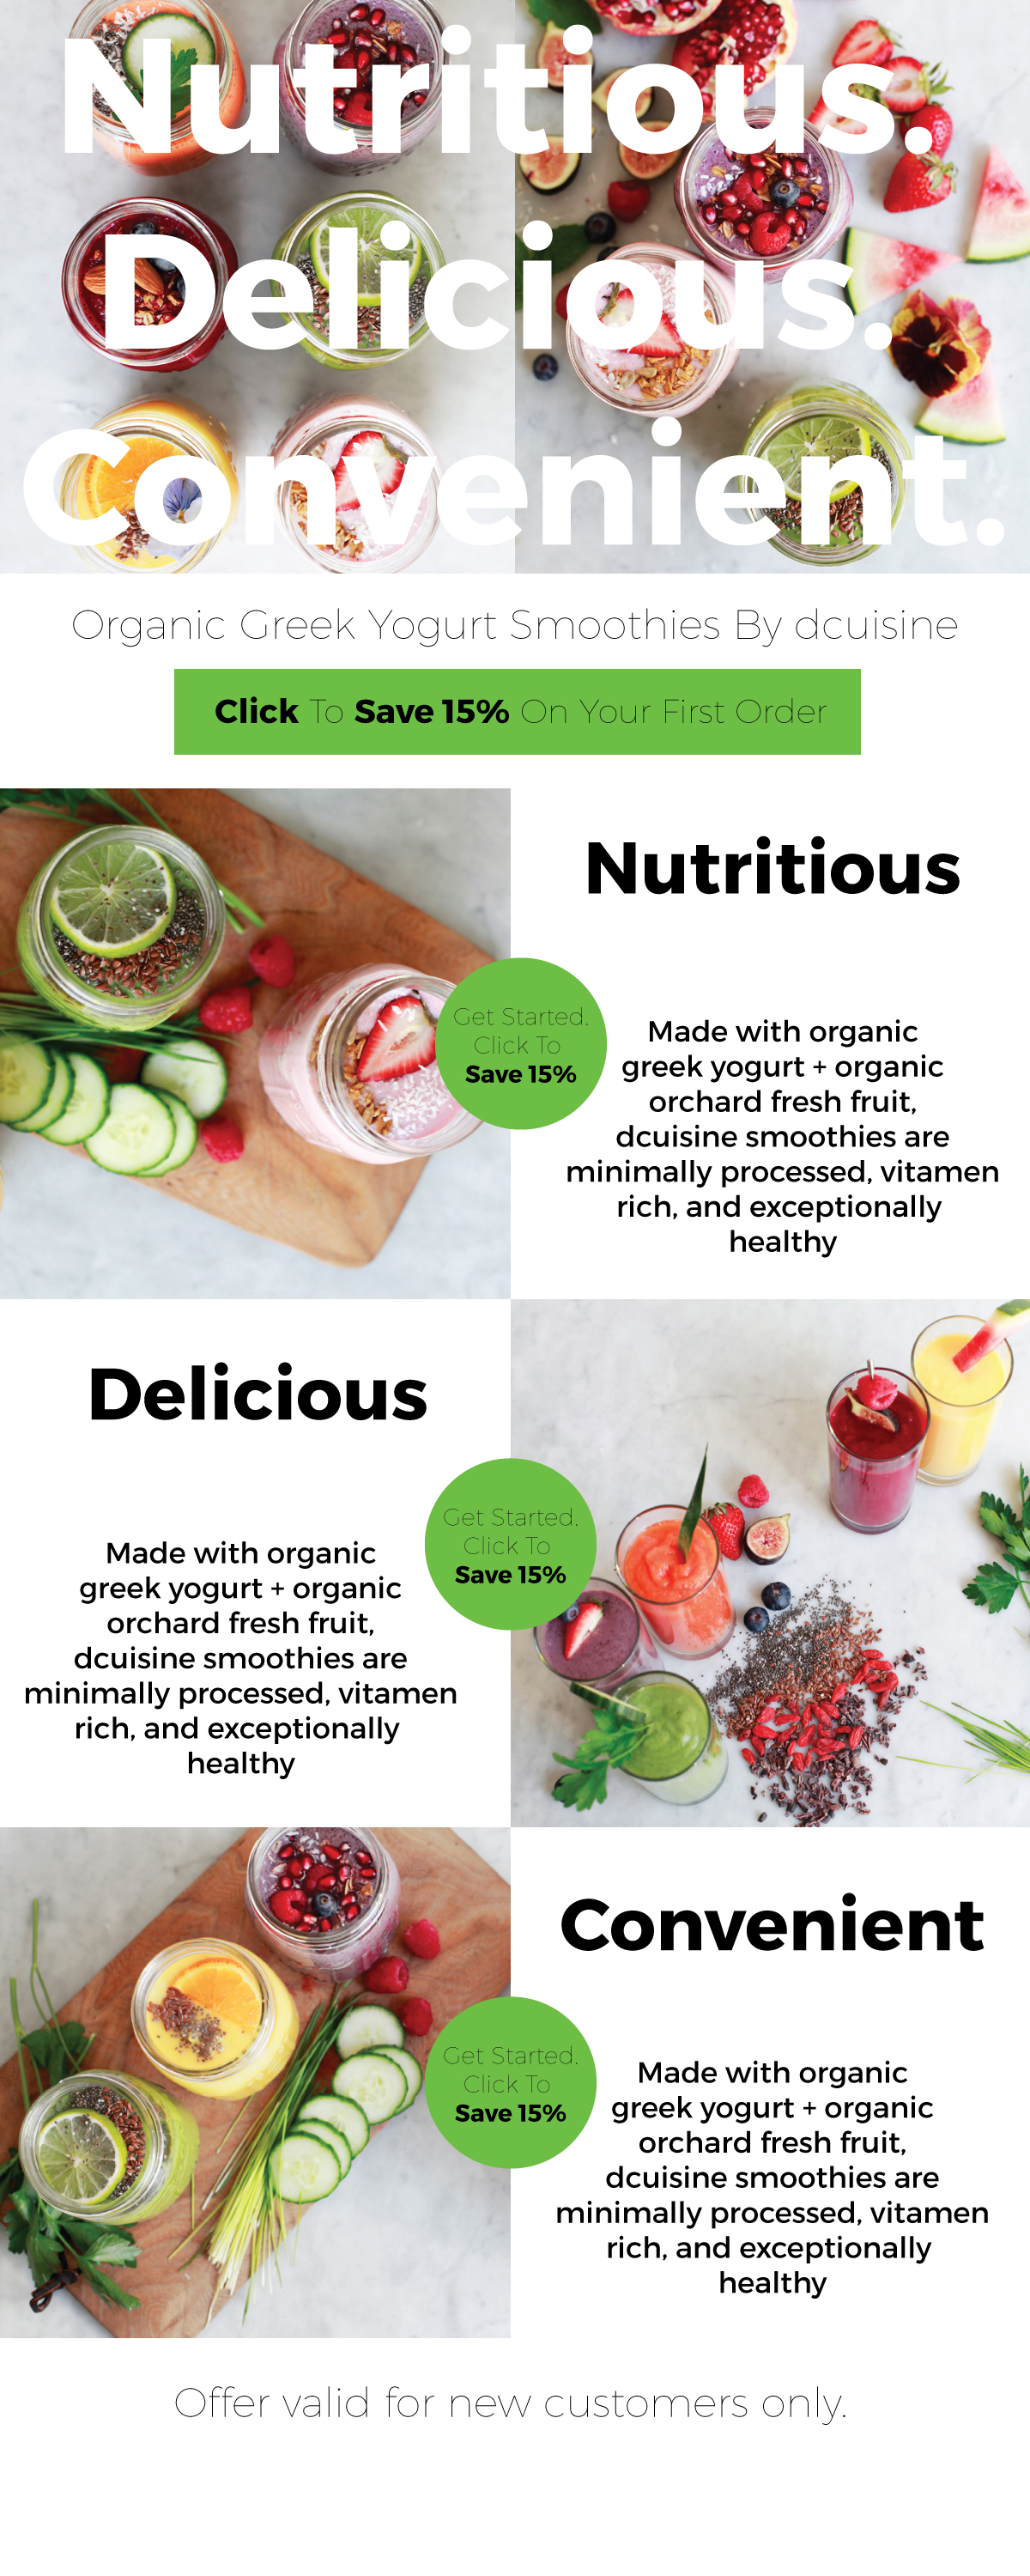 Nutritious.
Delicious.
Convenient.
Organic Greek Yogurt Smoothies By dcuisine
Click To Save 15% On Your First Order
Nutritious
Get Started.
Click To
Save 15%
Made with organic
greek yogurt + organic
orchard fresh fruit,
dcuisine smoothies are
minimally processed, vitamen
rich, and exceptionally
healthy
Delicious
Get Started.
Click To
Save 15%
Made with organic
greek yogurt + organic
orchard fresh fruit,
dcuisine smoothies are
minimally processed, vitamen
rich, and exceptionally
healthy
Convenient
Get Started.
Click To
Save 15%
Made with organic
greek yogurt + organic
orchard fresh fruit,
dcuisine smoothies are
minimally processed, vitamen
rich, and exceptionally
healthy
Offer valid for new customers only.